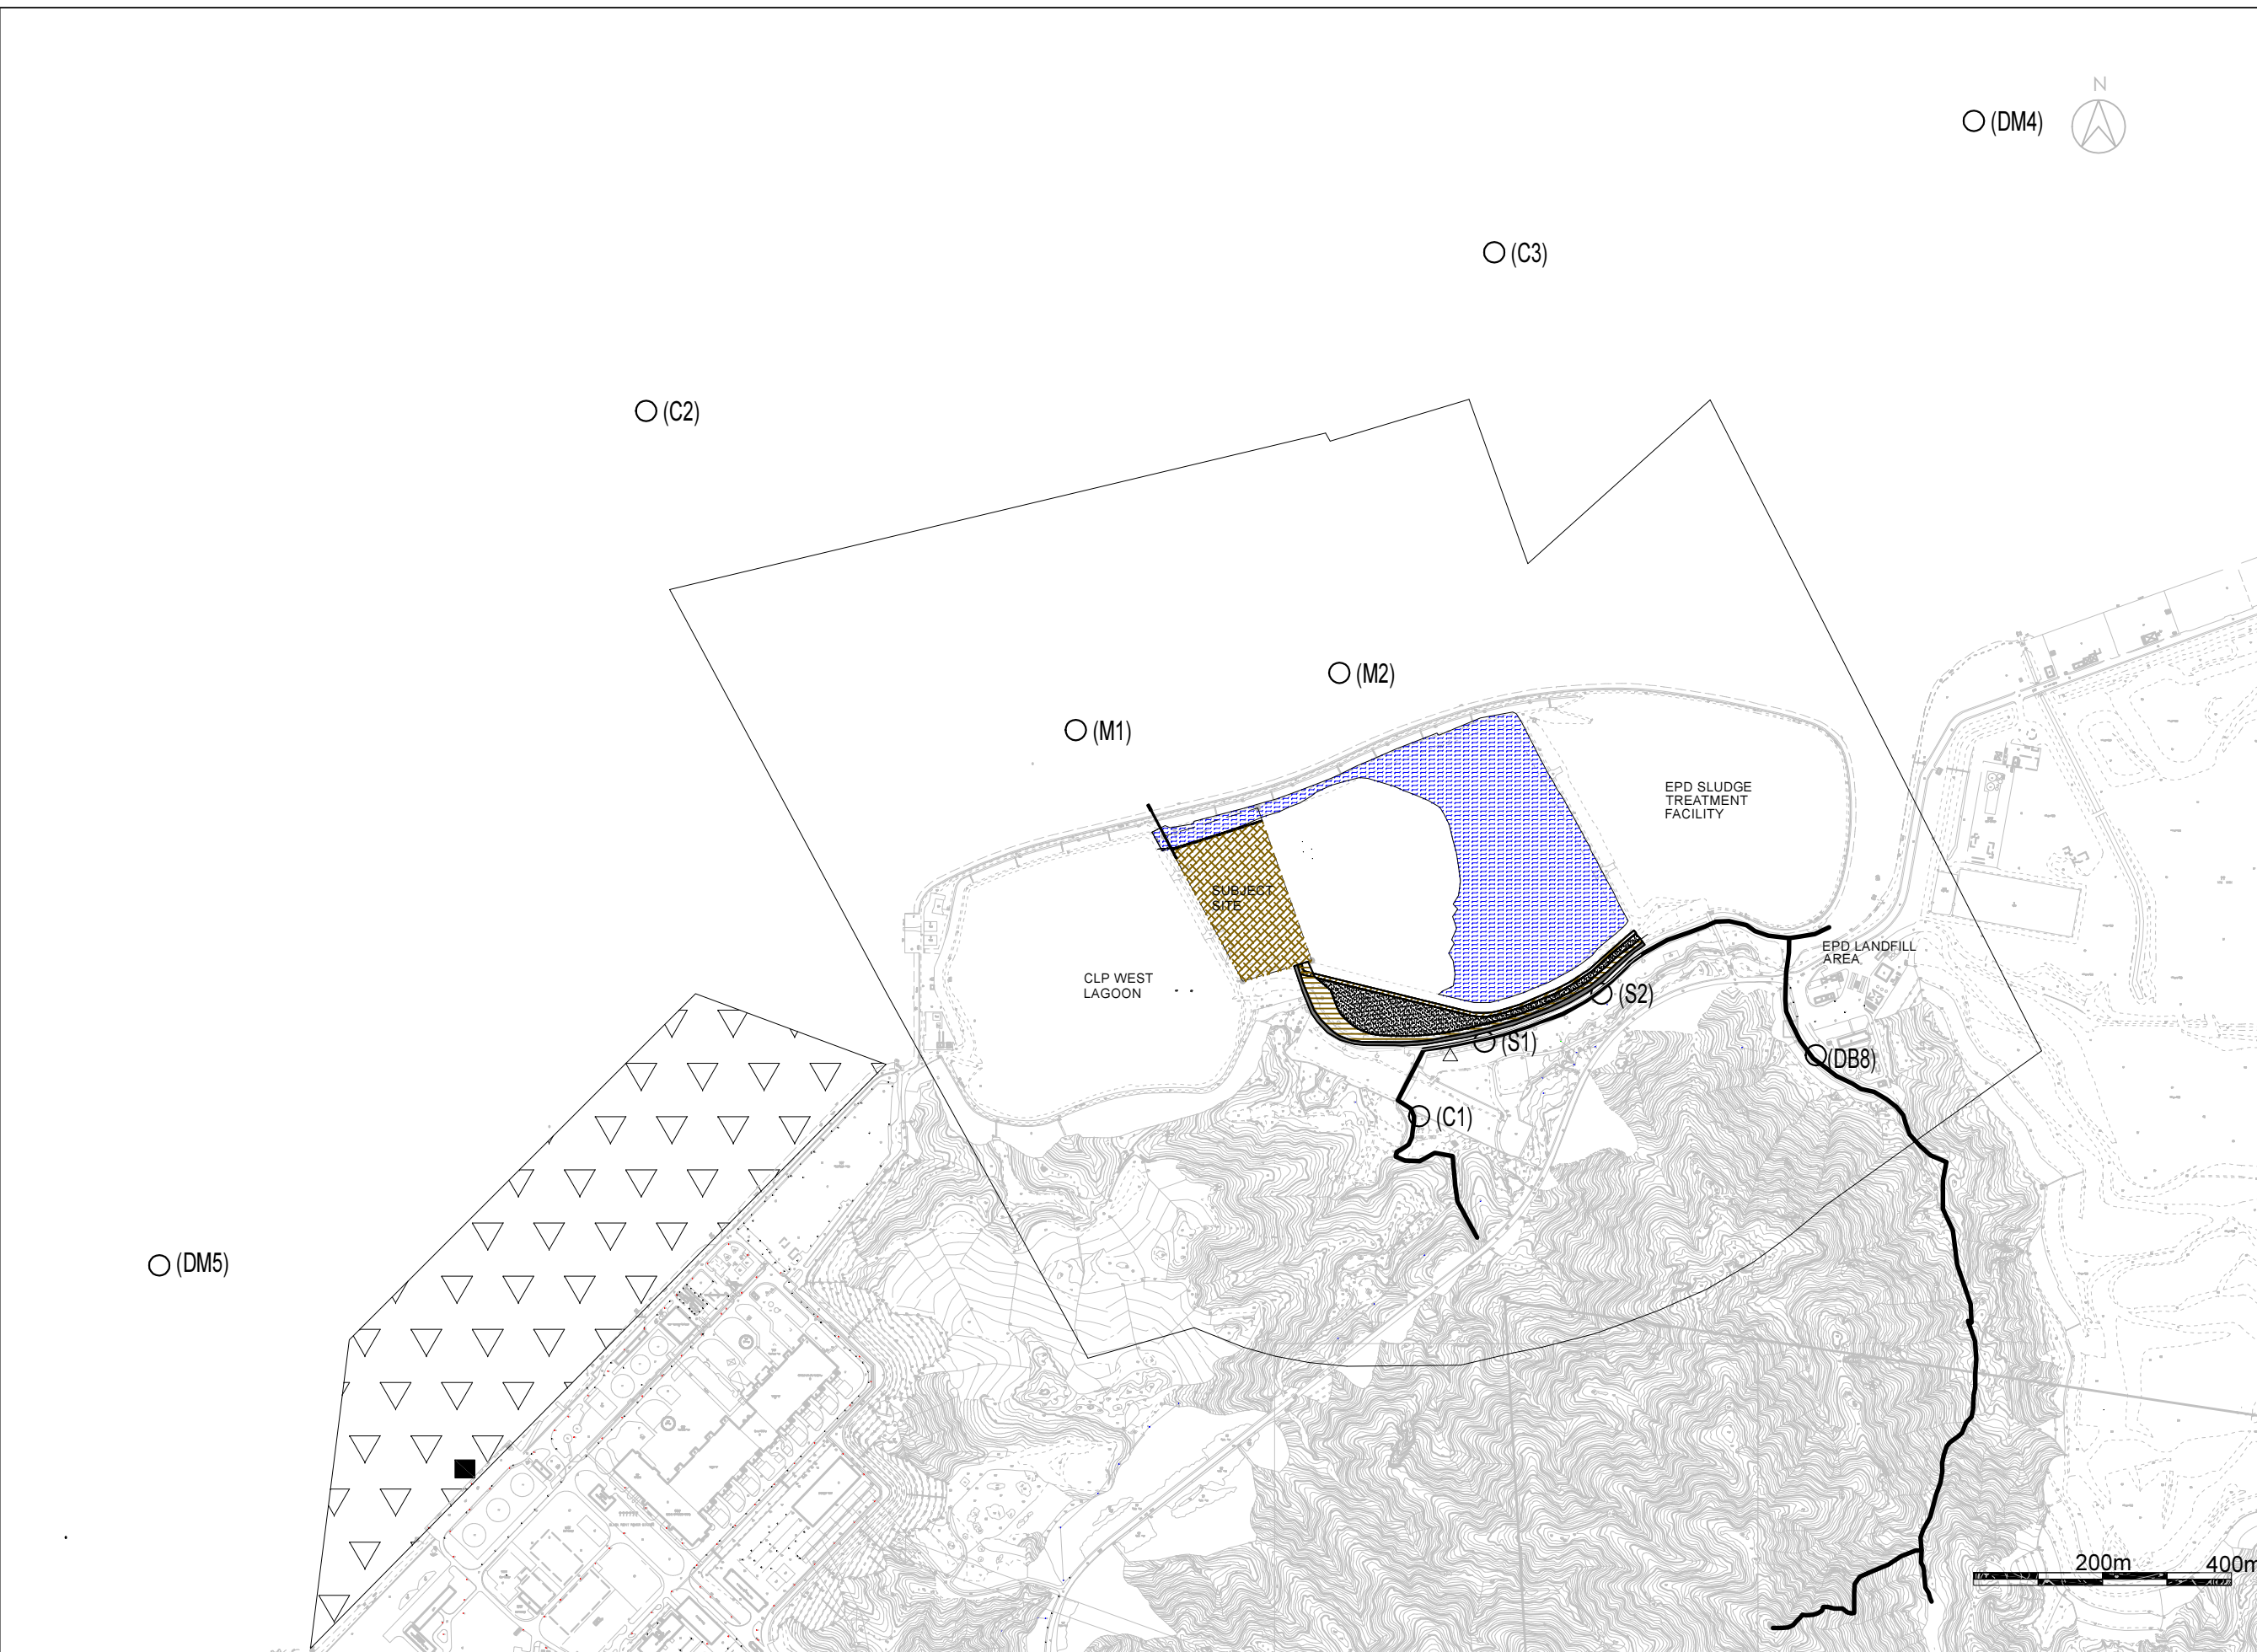 N
(DM4)
(C3)
(C2)
(M2)
(M1)
EPD SLUDGE
TREATMENT
FACILITY
SUBJECT
SITE
EPD LANDFILL
AREA
CLP WEST
LAGOON
(S2)
(S1)
(DB8)
(C1)
(DM5)
200m
400m